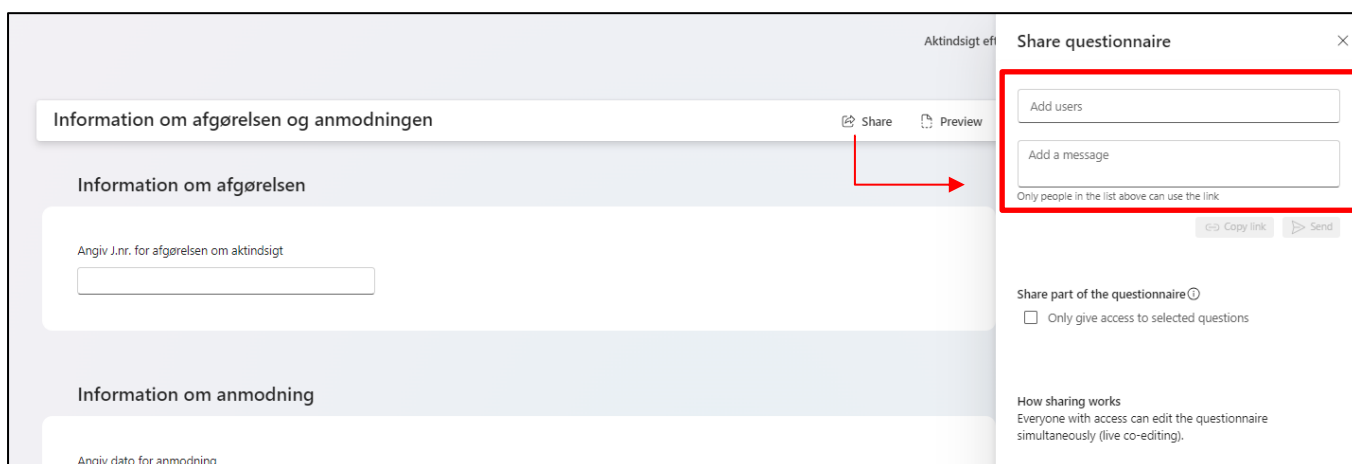 Aktindsigt eft
Information om afgørelsen og anmodningen
Share
Preview
Information om afgørelsen
Angiv J.nr. for afgørelsen om aktindsigt
Information om anmodning
Angiv dato for anmodning
Share questionnaire
Add users
Add a message
Only people in the list above can use the link
Copy link
Send
Share part of the questionnaire
Only give access to selected questions
How sharing works
Everyone with access can edit the questionnaire
simultaneously (live co-editing).